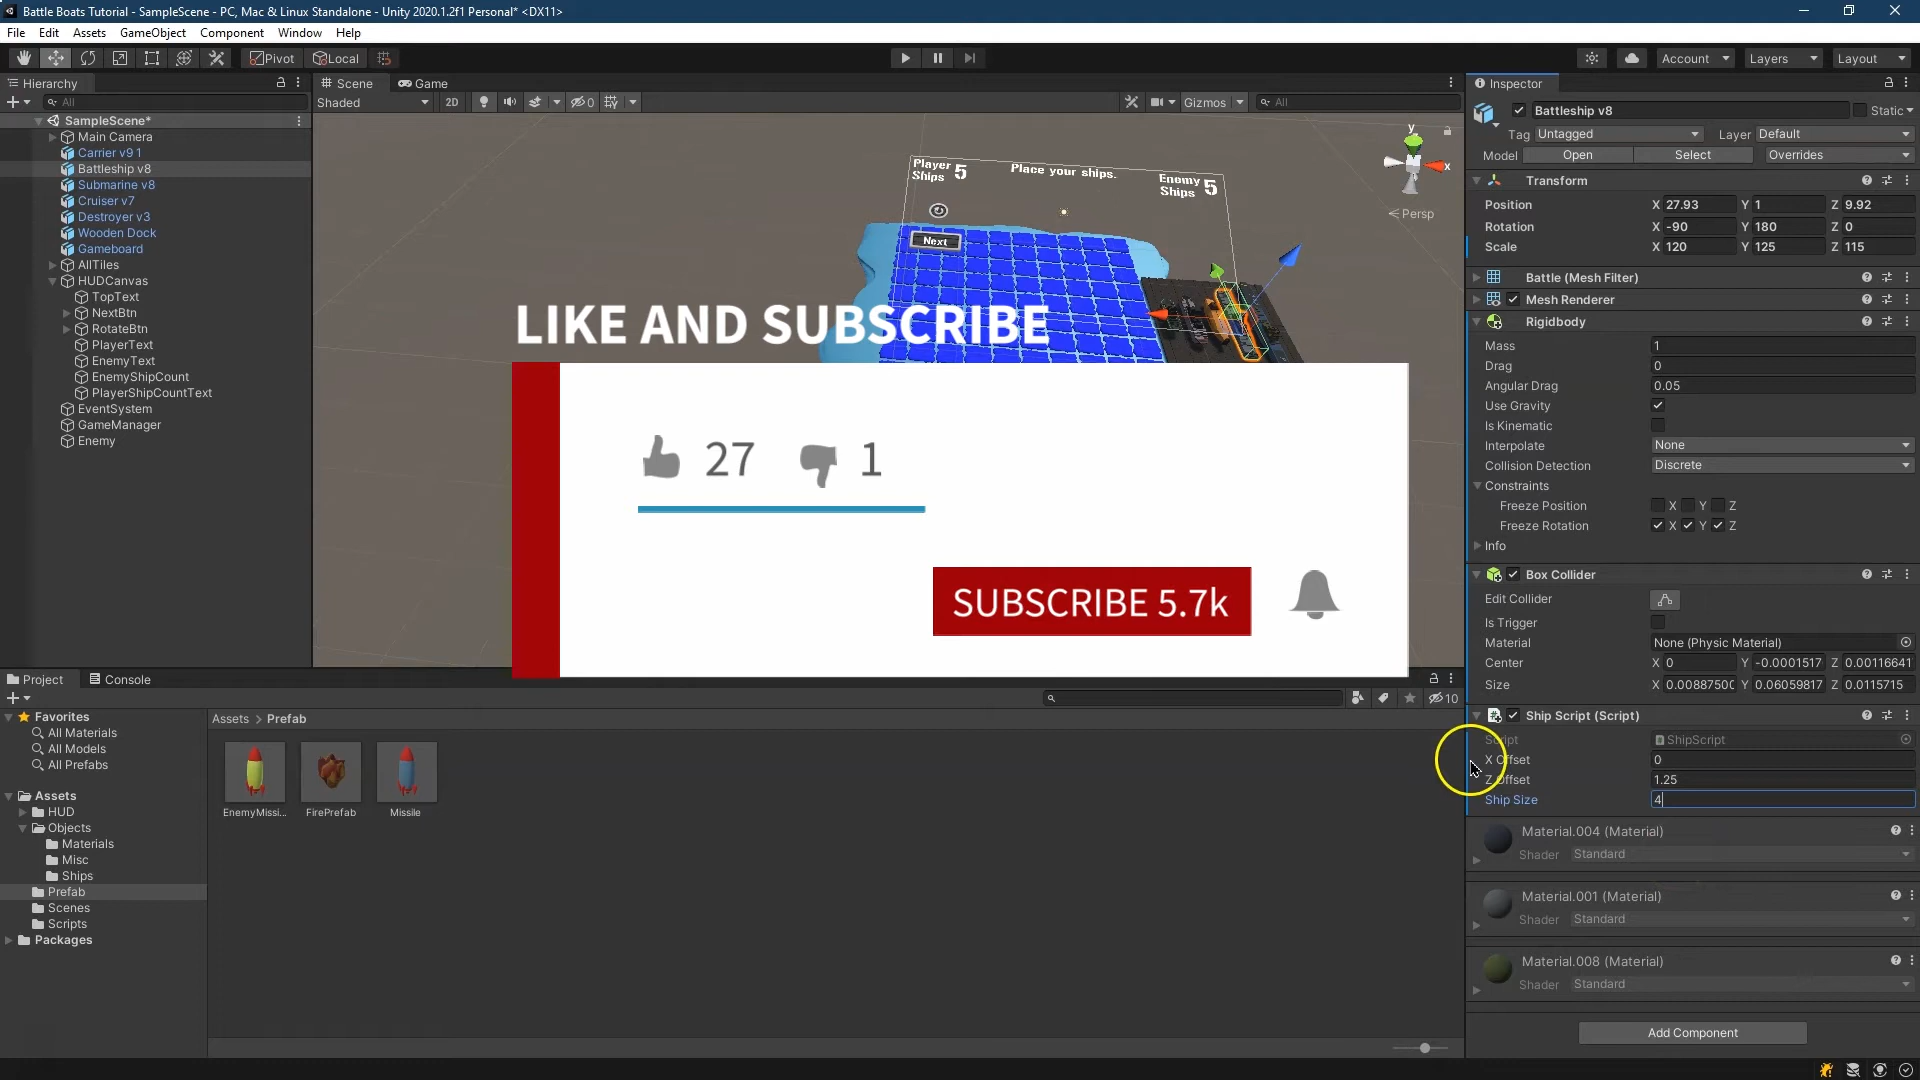 Battle Boats Tutorial - SampleScene - PC, Mac & Linux Standalone - Unity 2020.1.2f1 Personal* <DX11>
File Edit Assets GameObject Component Window Help
Pivot Local
Account Layers Layout
Hierarchy
All
SampleScene*
Main Camera
Carrier v9 1
Battleship v8
Submarine v8
Cruiser v7
Destroyer v3
Wooden Dock
Gameboard
AllTiles
HUDCanvas
TopText
NextBtn
RotateBtn
PlayerText
EnemyText
EnemyShipCount
PlayerShipCountText
EventSystem
GameManager
Enemy
Scene Game
Shaded 2D 0 Gizmos All
Player Ships 5
Place your ships.
Enemy Ships 5
Next
y
x
Persp
LIKE AND SUBSCRIBE
27 1
SUBSCRIBE 5.7k
Project Console
10
Favorites
All Materials
All Models
All Prefabs
Assets
HUD
Objects
Materials
Misc
Ships
Prefab
Scenes
Scripts
Packages
Assets > Prefab
EnemyMissi... FirePrefab Missile
Inspector
Battleship v8 Static
Tag Untagged Layer Default
Model Open Select Overrides
Transform
Position X 27.93 Y 1 Z 9.92
Rotation X -90 Y 180 Z 0
Scale X 120 Y 125 Z 115
Battle (Mesh Filter)
Mesh Renderer
Rigidbody
Mass 1
Drag 0
Angular Drag 0.05
Use Gravity
Is Kinematic
Interpolate None
Collision Detection Discrete
Constraints
Freeze Position X Y Z
Freeze Rotation X Y Z
Info
Box Collider
Edit Collider
Is Trigger
Material None (Physic Material)
Center X 0 Y -0.0001517 Z 0.00116641
Size X 0.0088750( Y 0.06059817 Z 0.0115715
Ship Script (Script)
Script ShipScript
X Offset 0
Z Offset 1.25
Ship Size 4
Material.004 (Material)
Shader Standard
Material.001 (Material)
Shader Standard
Material.008 (Material)
Shader Standard
Add Component